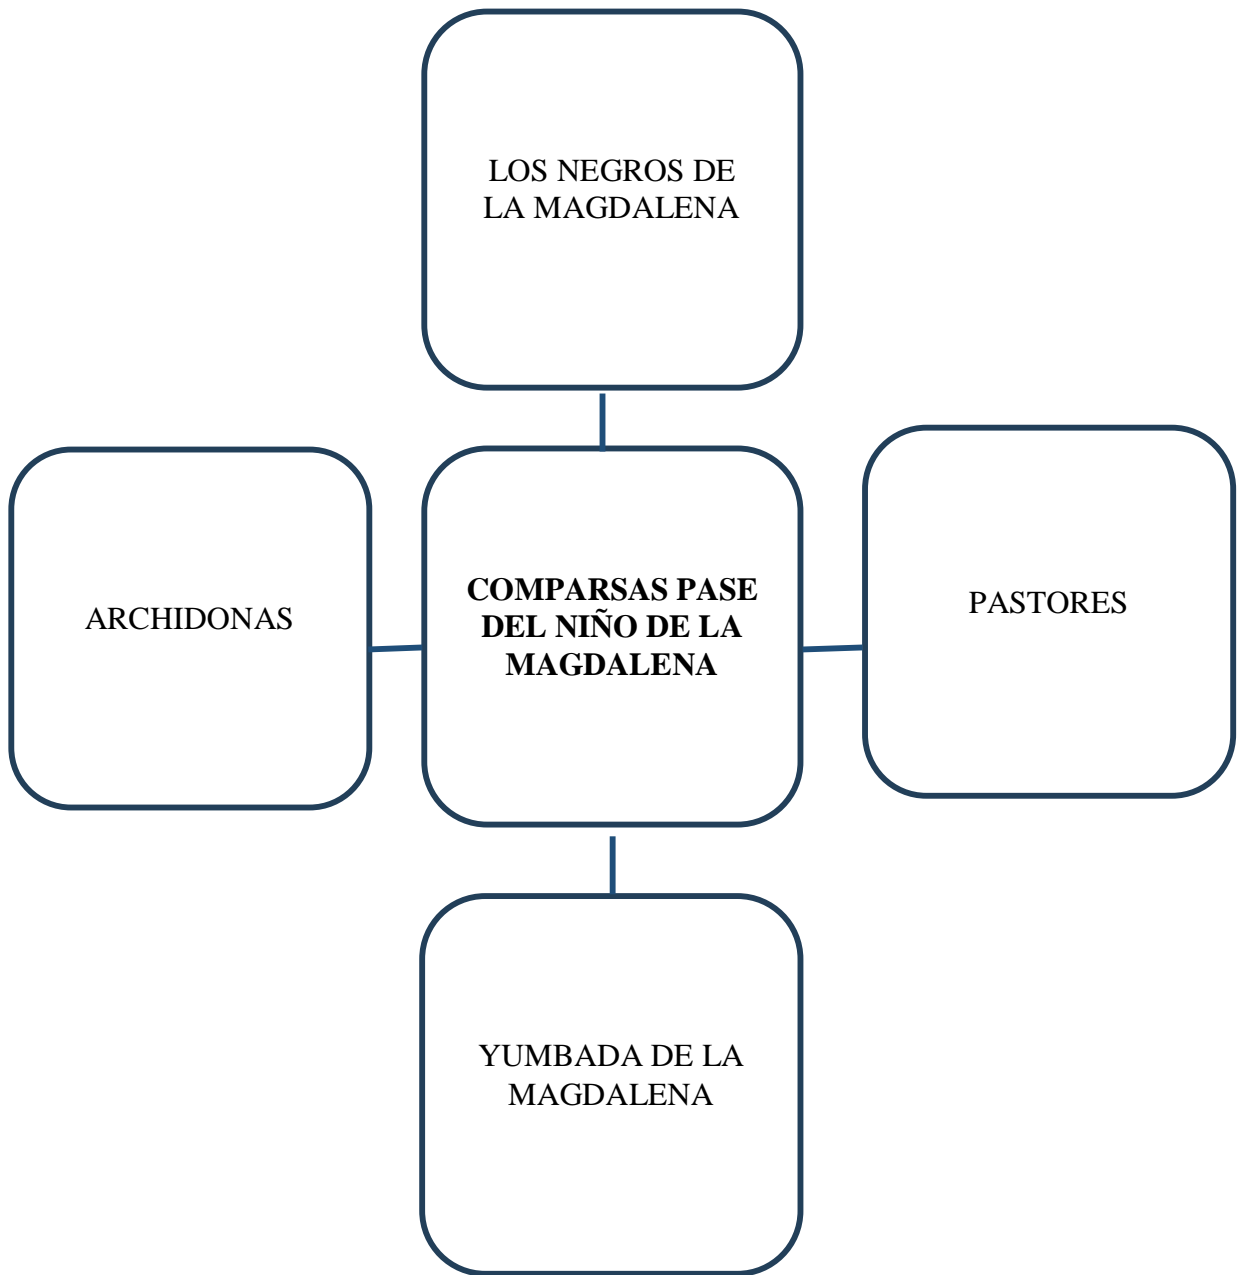 LOS NEGROS DE
LA MAGDALENA
ARCHIDONAS
COMPARSAS PASE
DEL NIÑO DE LA
MAGDALENA
PASTORES
YUMBADA DE LA
MAGDALENA